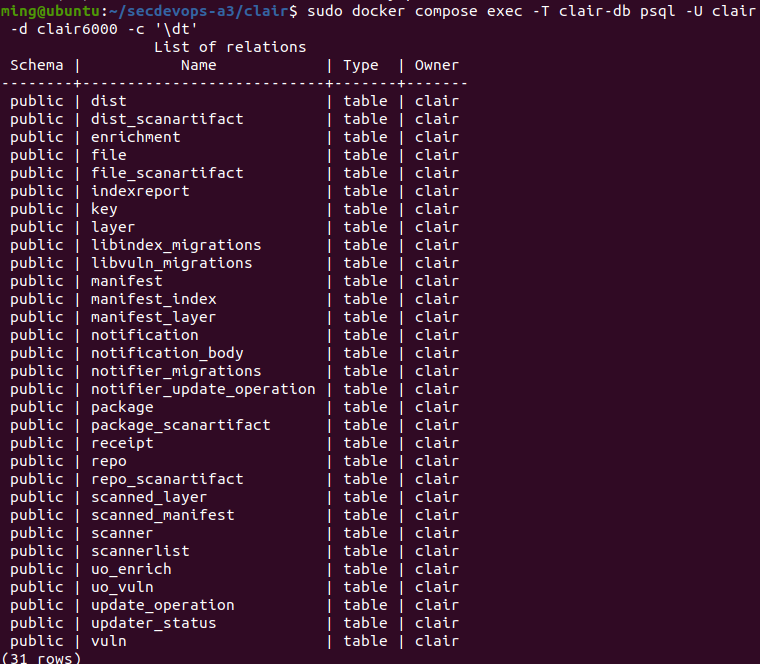 ming@ubuntu:~/secdevops-a3/clair$ sudo docker compose exec -T clair-db psql -U clair
 -d clair6000 -c '\dt'
                 List of relations
 Schema |           Name            | Type  | Owner
--------+---------------------------+-------+-------
 public | dist                      | table | clair
 public | dist_scanartifact         | table | clair
 public | enrichment                | table | clair
 public | file                      | table | clair
 public | file_scanartifact         | table | clair
 public | indexreport               | table | clair
 public | key                       | table | clair
 public | layer                     | table | clair
 public | libindex_migrations       | table | clair
 public | libvuln_migrations        | table | clair
 public | manifest                  | table | clair
 public | manifest_index            | table | clair
 public | manifest_layer            | table | clair
 public | notification              | table | clair
 public | notification_body         | table | clair
 public | notifier_migrations       | table | clair
 public | notifier_update_operation | table | clair
 public | package                   | table | clair
 public | package_scanartifact      | table | clair
 public | receipt                   | table | clair
 public | repo                      | table | clair
 public | repo_scanartifact         | table | clair
 public | scanned_layer             | table | clair
 public | scanned_manifest          | table | clair
 public | scanner                   | table | clair
 public | scannerlist               | table | clair
 public | uo_enrich                 | table | clair
 public | uo_vuln                   | table | clair
 public | update_operation          | table | clair
 public | updater_status            | table | clair
 public | vuln                      | table | clair
(31 rows)